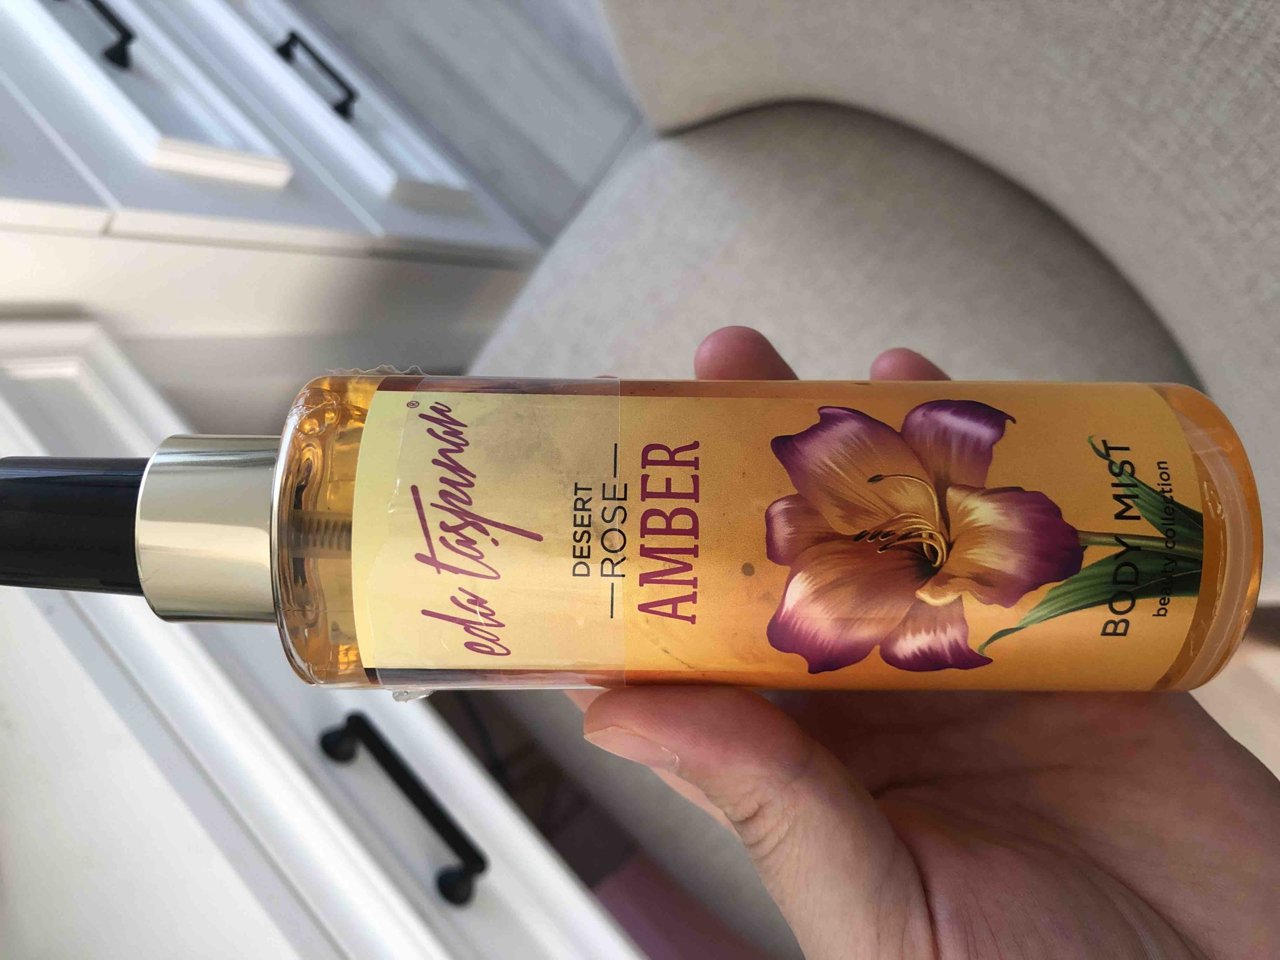 eda taşpınar®
DESERT
ROSE
AMBER
BODY MIST
beauty collection